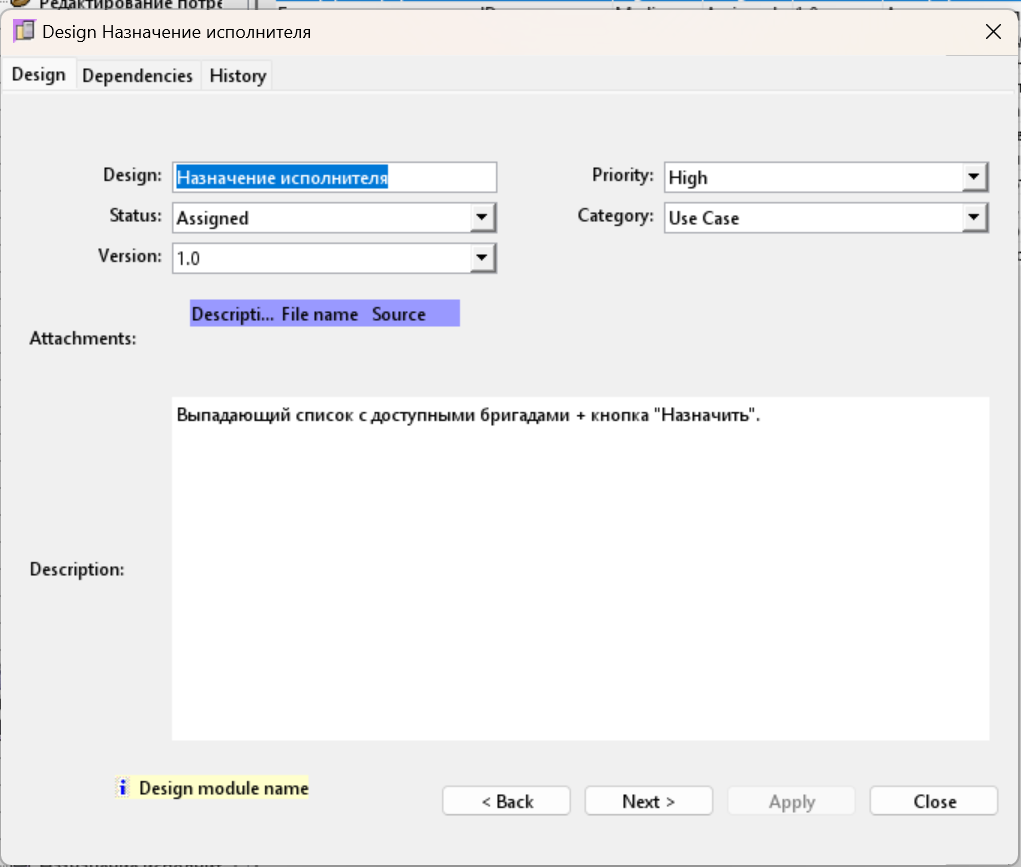 Редактирование потре
Design Назначение исполнителя
Design Dependencies History
Design: Назначение исполнителя Priority: High
Status: Assigned Category: Use Case
Version: 1.0
Descripti... File name Source
Attachments:
Выпадающий список с доступными бригадами + кнопка "Назначить".
Description:
Design module name
< Back Next > Apply Close